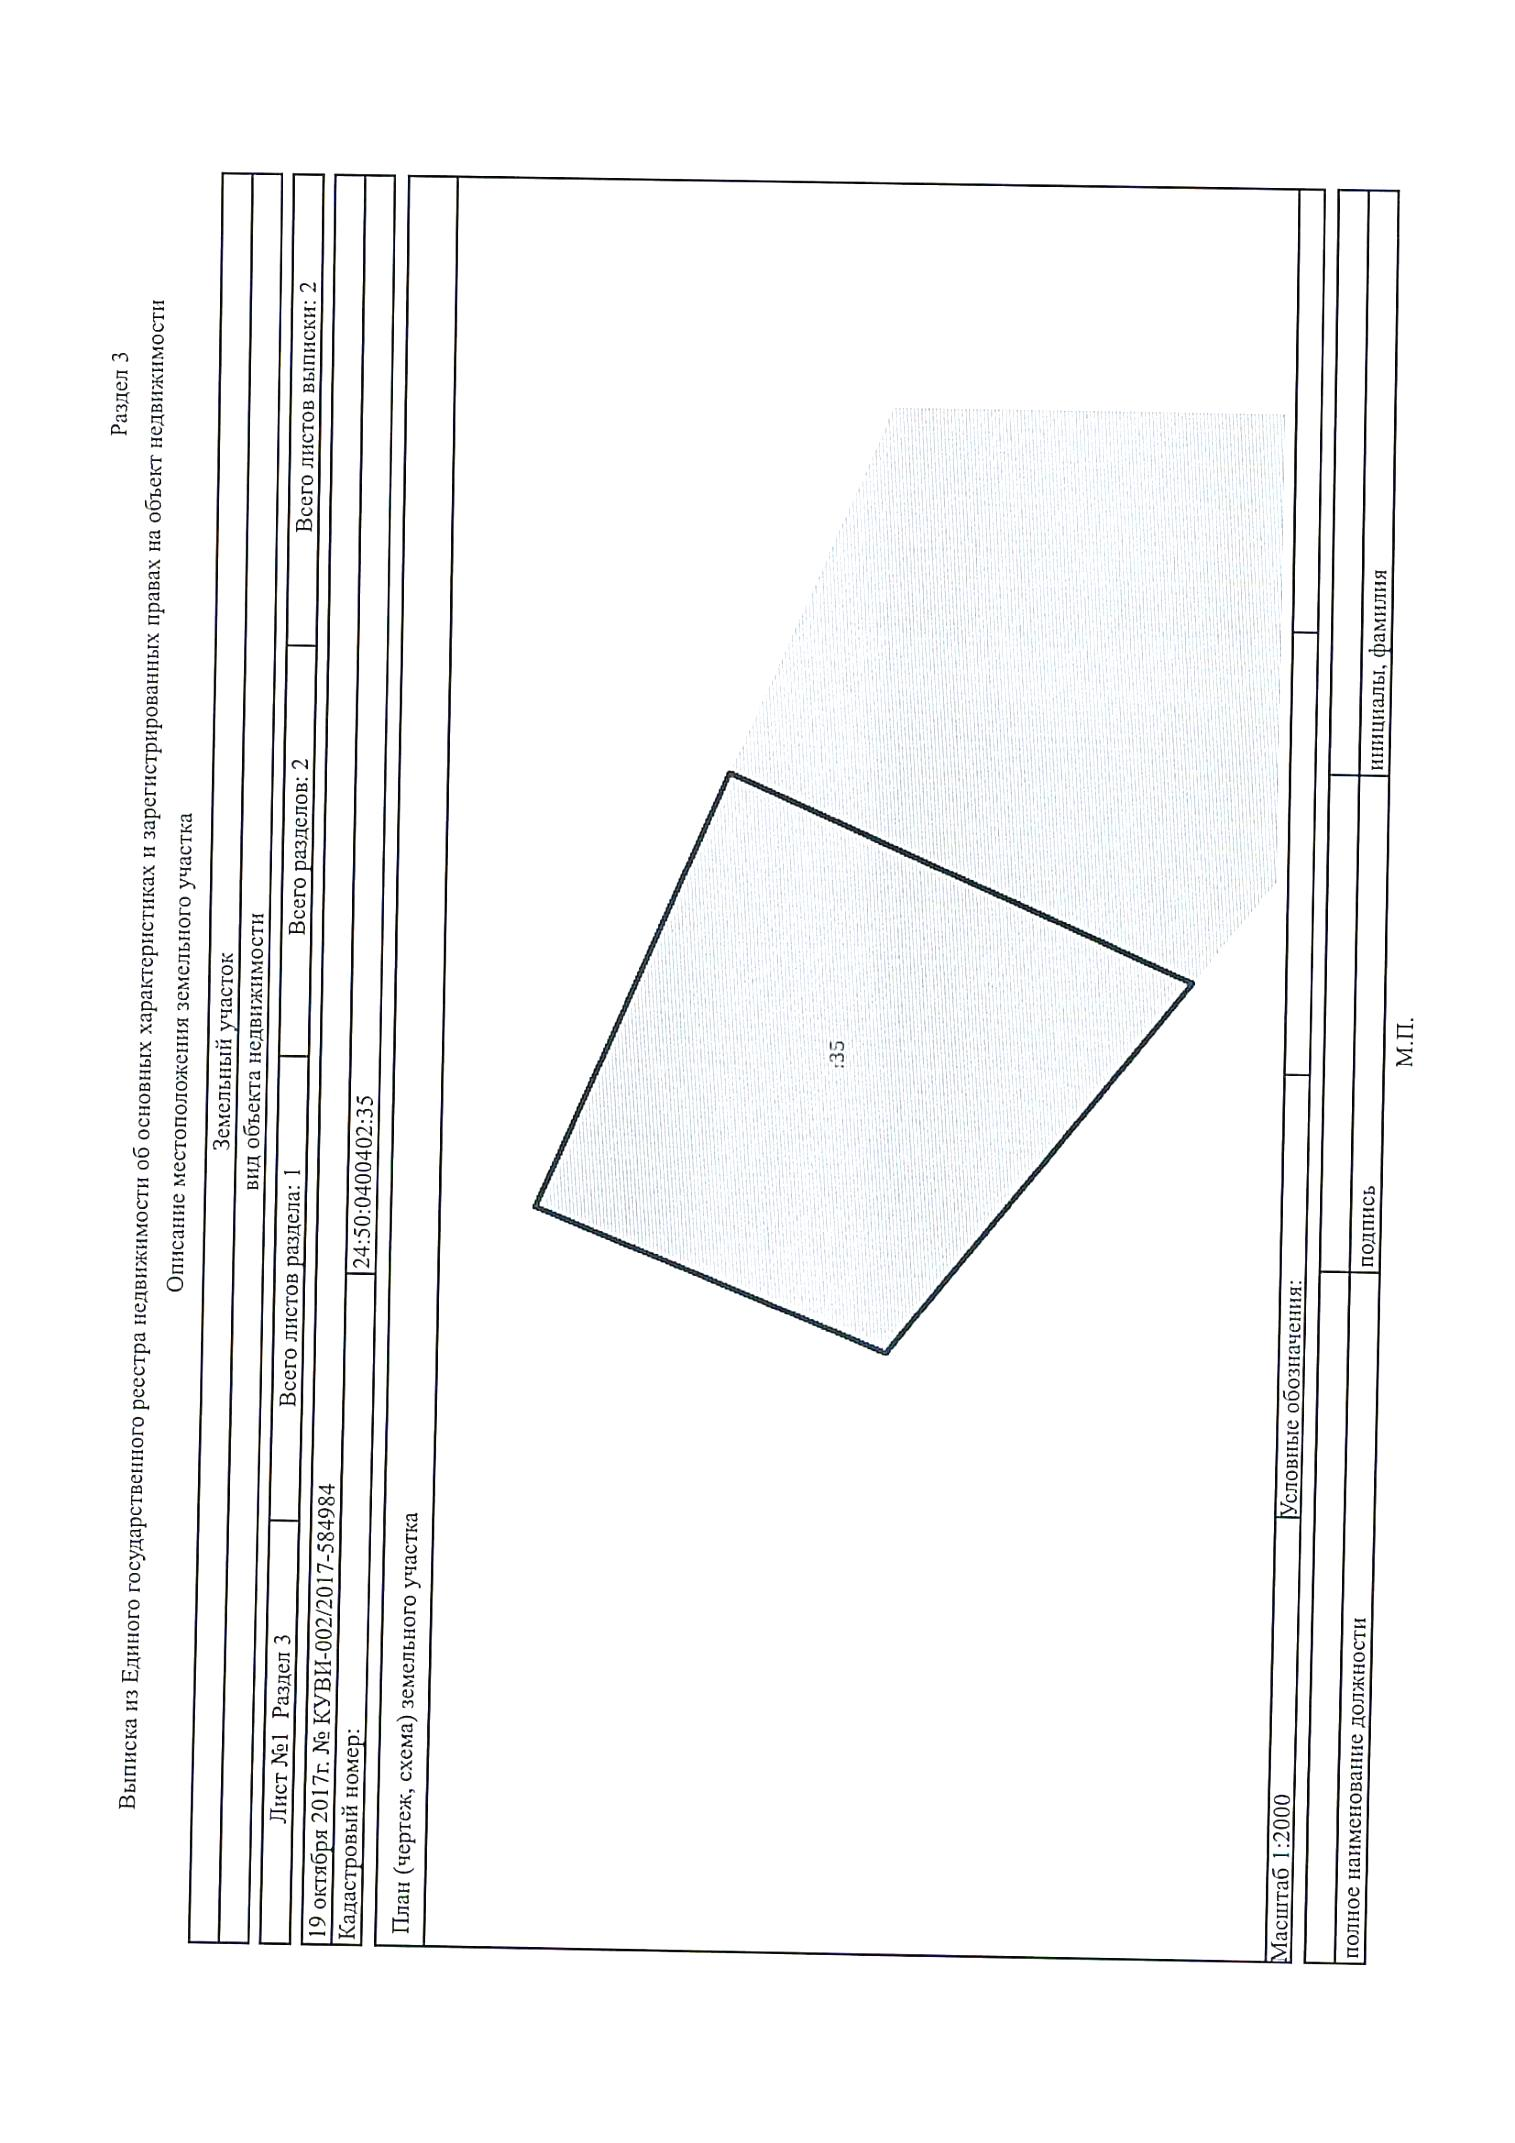 Раздел 3
Выписка из Единого государственного реестра недвижимости об основных характеристиках и зарегистрированных правах на объект недвижимости
Описание местоположения земельного участка
Земельный участок
вид объекта недвижимости
Лист №1 Раздел 3 Всего листов раздела: 1 Всего разделов: 2 Всего листов выписки: 2
19 октября 2017г. № КУВИ-002/2017-584984
Кадастровый номер: 24:50:0400402:35
План (чертеж, схема) земельного участка
:35
Масштаб 1:2000 Условные обозначения:
полное наименование должности подпись инициалы, фамилия
М.П.